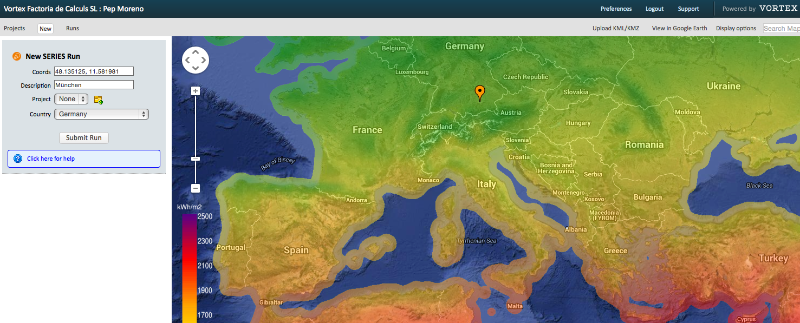 Vortex Factoria de Calculs SL : Pep Moreno
Preferences Logout Support Powered by VORTEX
Projects New Runs
Upload KML/KMZ View in Google Earth Display options Search Map
New SERIES Run
Coords 48.135125, 11.581981
Description München
Project None
Country Germany
Submit Run
Click here for help
Belgium
Germany
Luxembourg
Czech Republic
Ukraine
Slovakia
France
Austria
Switzerland
Hungary
Moldova
Slovenia
Romania
Croatia
Bay of Biscay
Bosnia and Herzegovina
Serbia
Monaco
Italy
Black Sea
Andorra
Montenegro
Kosovo
Bulgaria
Macedonia (FYROM)
Albania
Portugal
Spain
Tyrrhenian Sea
Greece
Turkey
Gibraltar
Malta
Cyprus
kWh/m2
2500
2300
2100
1900
1700